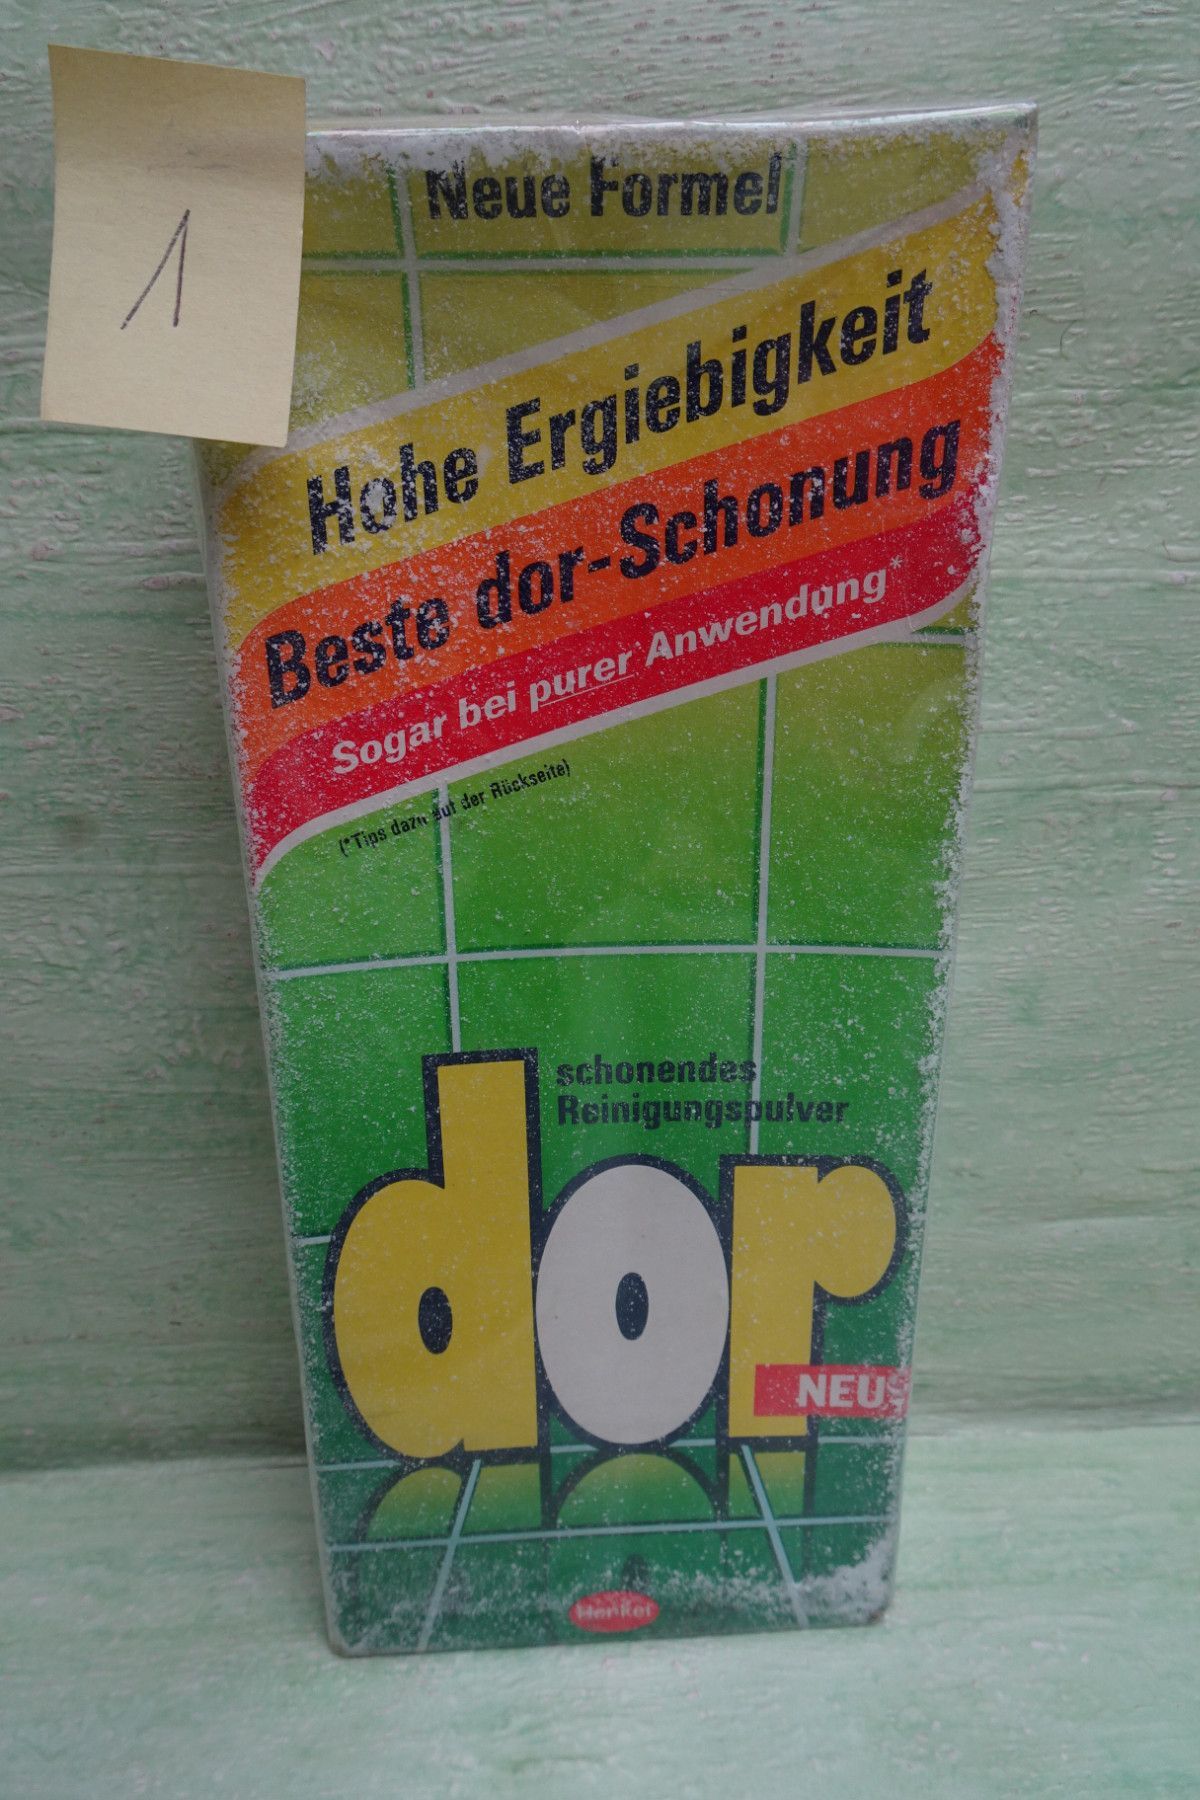 1
Neue Formel
Hohe Ergiebigkeit
Beste dor-Schonung
Sogar bei purer Anwendung*
(*Tips dazu auf der Rückseite)
schonendes
Reinigungspulver
dor
NEU
Henkel